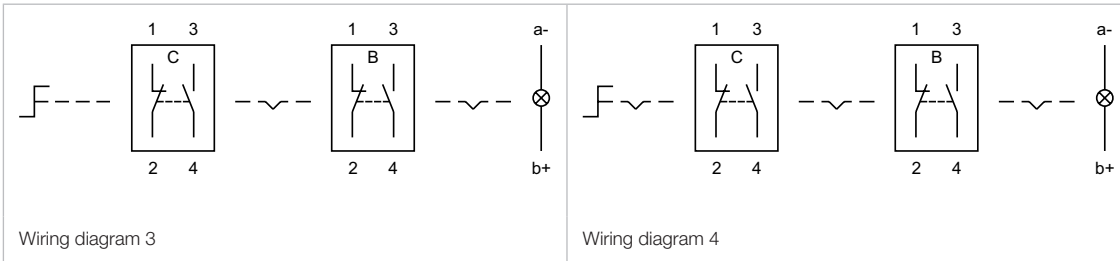 1 3 1 3 a-
C B
2 4 2 4 b+
Wiring diagram 3
1 3 1 3 a-
C B
2 4 2 4 b+
Wiring diagram 4